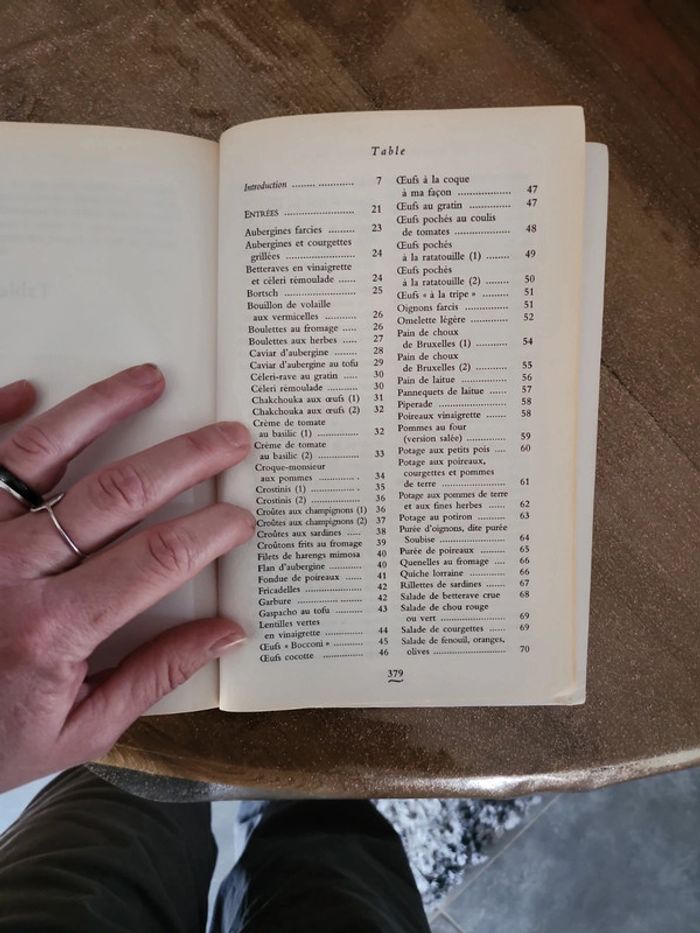 Table
Introduction ........ ............. 7
ENTRÉES ......................... 21
Aubergines farcies ......... 23
Aubergines et courgettes
grillées ......................... 24
Betteraves en vinaigrette
et céleri rémoulade ...... 24
Bortsch ......................... 25
Bouillon de volaille
aux vermicelles ........... 26
Boulettes au fromage .... 26
Boulettes aux herbes ..... 27
Caviar d'aubergine ........ 28
Caviar d'aubergine au tofu 29
Céleri-rave au gratin ..... 30
Céleri rémoulade ........... 30
Chakchouka aux œufs (1) 31
Chakchouka aux œufs (2) 32
Crème de tomate
au basilic (1) .............. 32
Crème de tomate
au basilic (2) .............. 33
Croque-monsieur
aux pommes ............. . 34
Crostinis (1) ................. . 35
Crostinis (2) .................. 36
Croûtes aux champignons (1) 36
Croûtes aux champignons (2) 37
Croûtes aux sardines ..... 38
Croûtons frits au fromage 39
Filets de harengs mimosa 40
Flan d'aubergine ............ 40
Fondue de poireaux ...... 41
Fricadelles .................... 42
Garbure ............. ........ 42
Gaspacho au tofu ......... 43
Lentilles vertes
en vinaigrette ............. 44
Œufs « Bocconi » ........... 45
Œufs cocotte .............. 46
Œufs à la coque
à ma façon .................. 47
Œufs au gratin .............. 47
Œufs pochés au coulis
de tomates .................. 48
Œufs pochés
à la ratatouille (1) ....... 49
Œufs pochés
à la ratatouille (2) ....... 50
Œufs « à la tripe » ......... 51
Oignons farcis ............... 51
Omelette légère ............. 52
Pain de choux
de Bruxelles (1) .......... 54
Pain de choux
de Bruxelles (2) .......... 55
Pain de laitue ................ 56
Pannequets de laitue ...... 57
Piperade ........................ 58
Poireaux vinaigrette ....... 58
Pommes au four
(version salée) .............. 59
Potage aux petits pois .... 60
Potage aux poireaux,
courgettes et pommes
de terre ...................... 61
Potage aux pommes de terre
et aux fines herbes ...... 62
Potage au potiron .......... 63
Purée d'oignons, dite purée
Soubise ....................... 64
Purée de poireaux ......... 65
Quenelles au fromage .... 66
Quiche lorraine ............. 66
Rillettes de sardines ....... 67
Salade de betterave crue 68
Salade de chou rouge
ou vert ....................... 69
Salade de courgettes ...... 69
Salade de fenouil, oranges,
olives .......................... 70
379